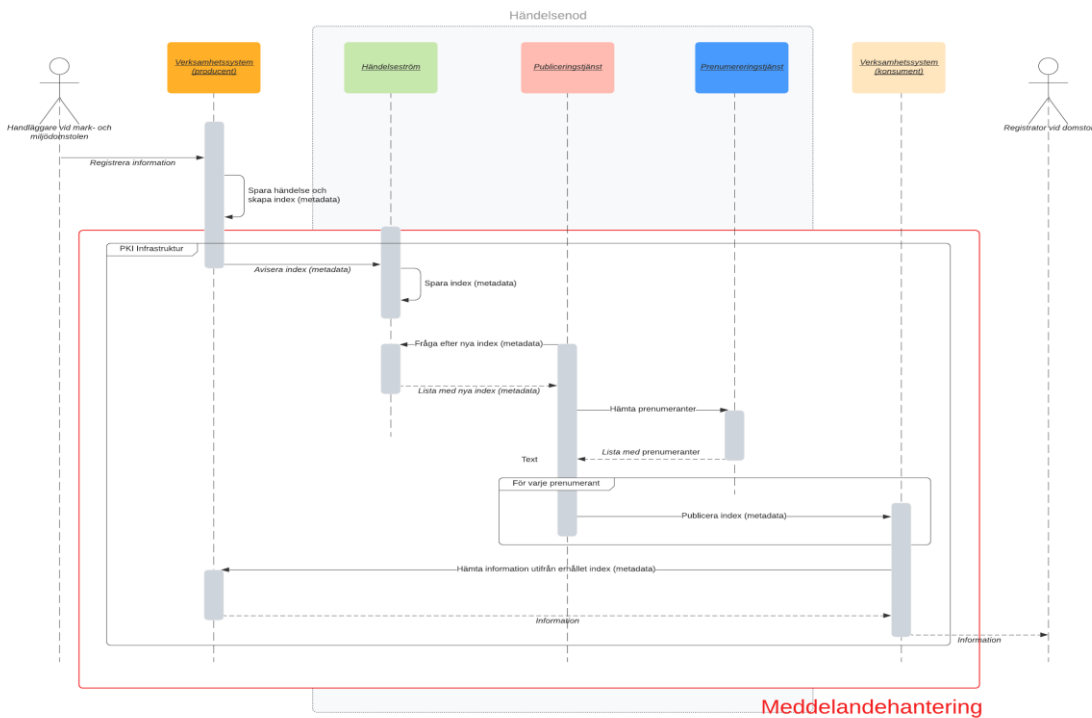 Händelsenod
Verksamhetssystem
(producent)
Händelseström
Publiceringstjänst
Prenumereringstjänst
Verksamhetssystem
(konsument)
Handläggare vid mark- och
miljödomstolen
Registrator vid domstol
Registrera information
Spara händelse och
skapa index (metadata)
PKI Infrastruktur
Avisera index (metadata)
Spara index (metadata)
Fråga efter nya index (metadata)
Lista med nya index (metadata)
Hämta prenumeranter
Lista med prenumeranter
Text
För varje prenumerant
Publicera index (metadata)
Hämta information utifrån erhållet index (metadata)
Information
Information
Meddelandehantering